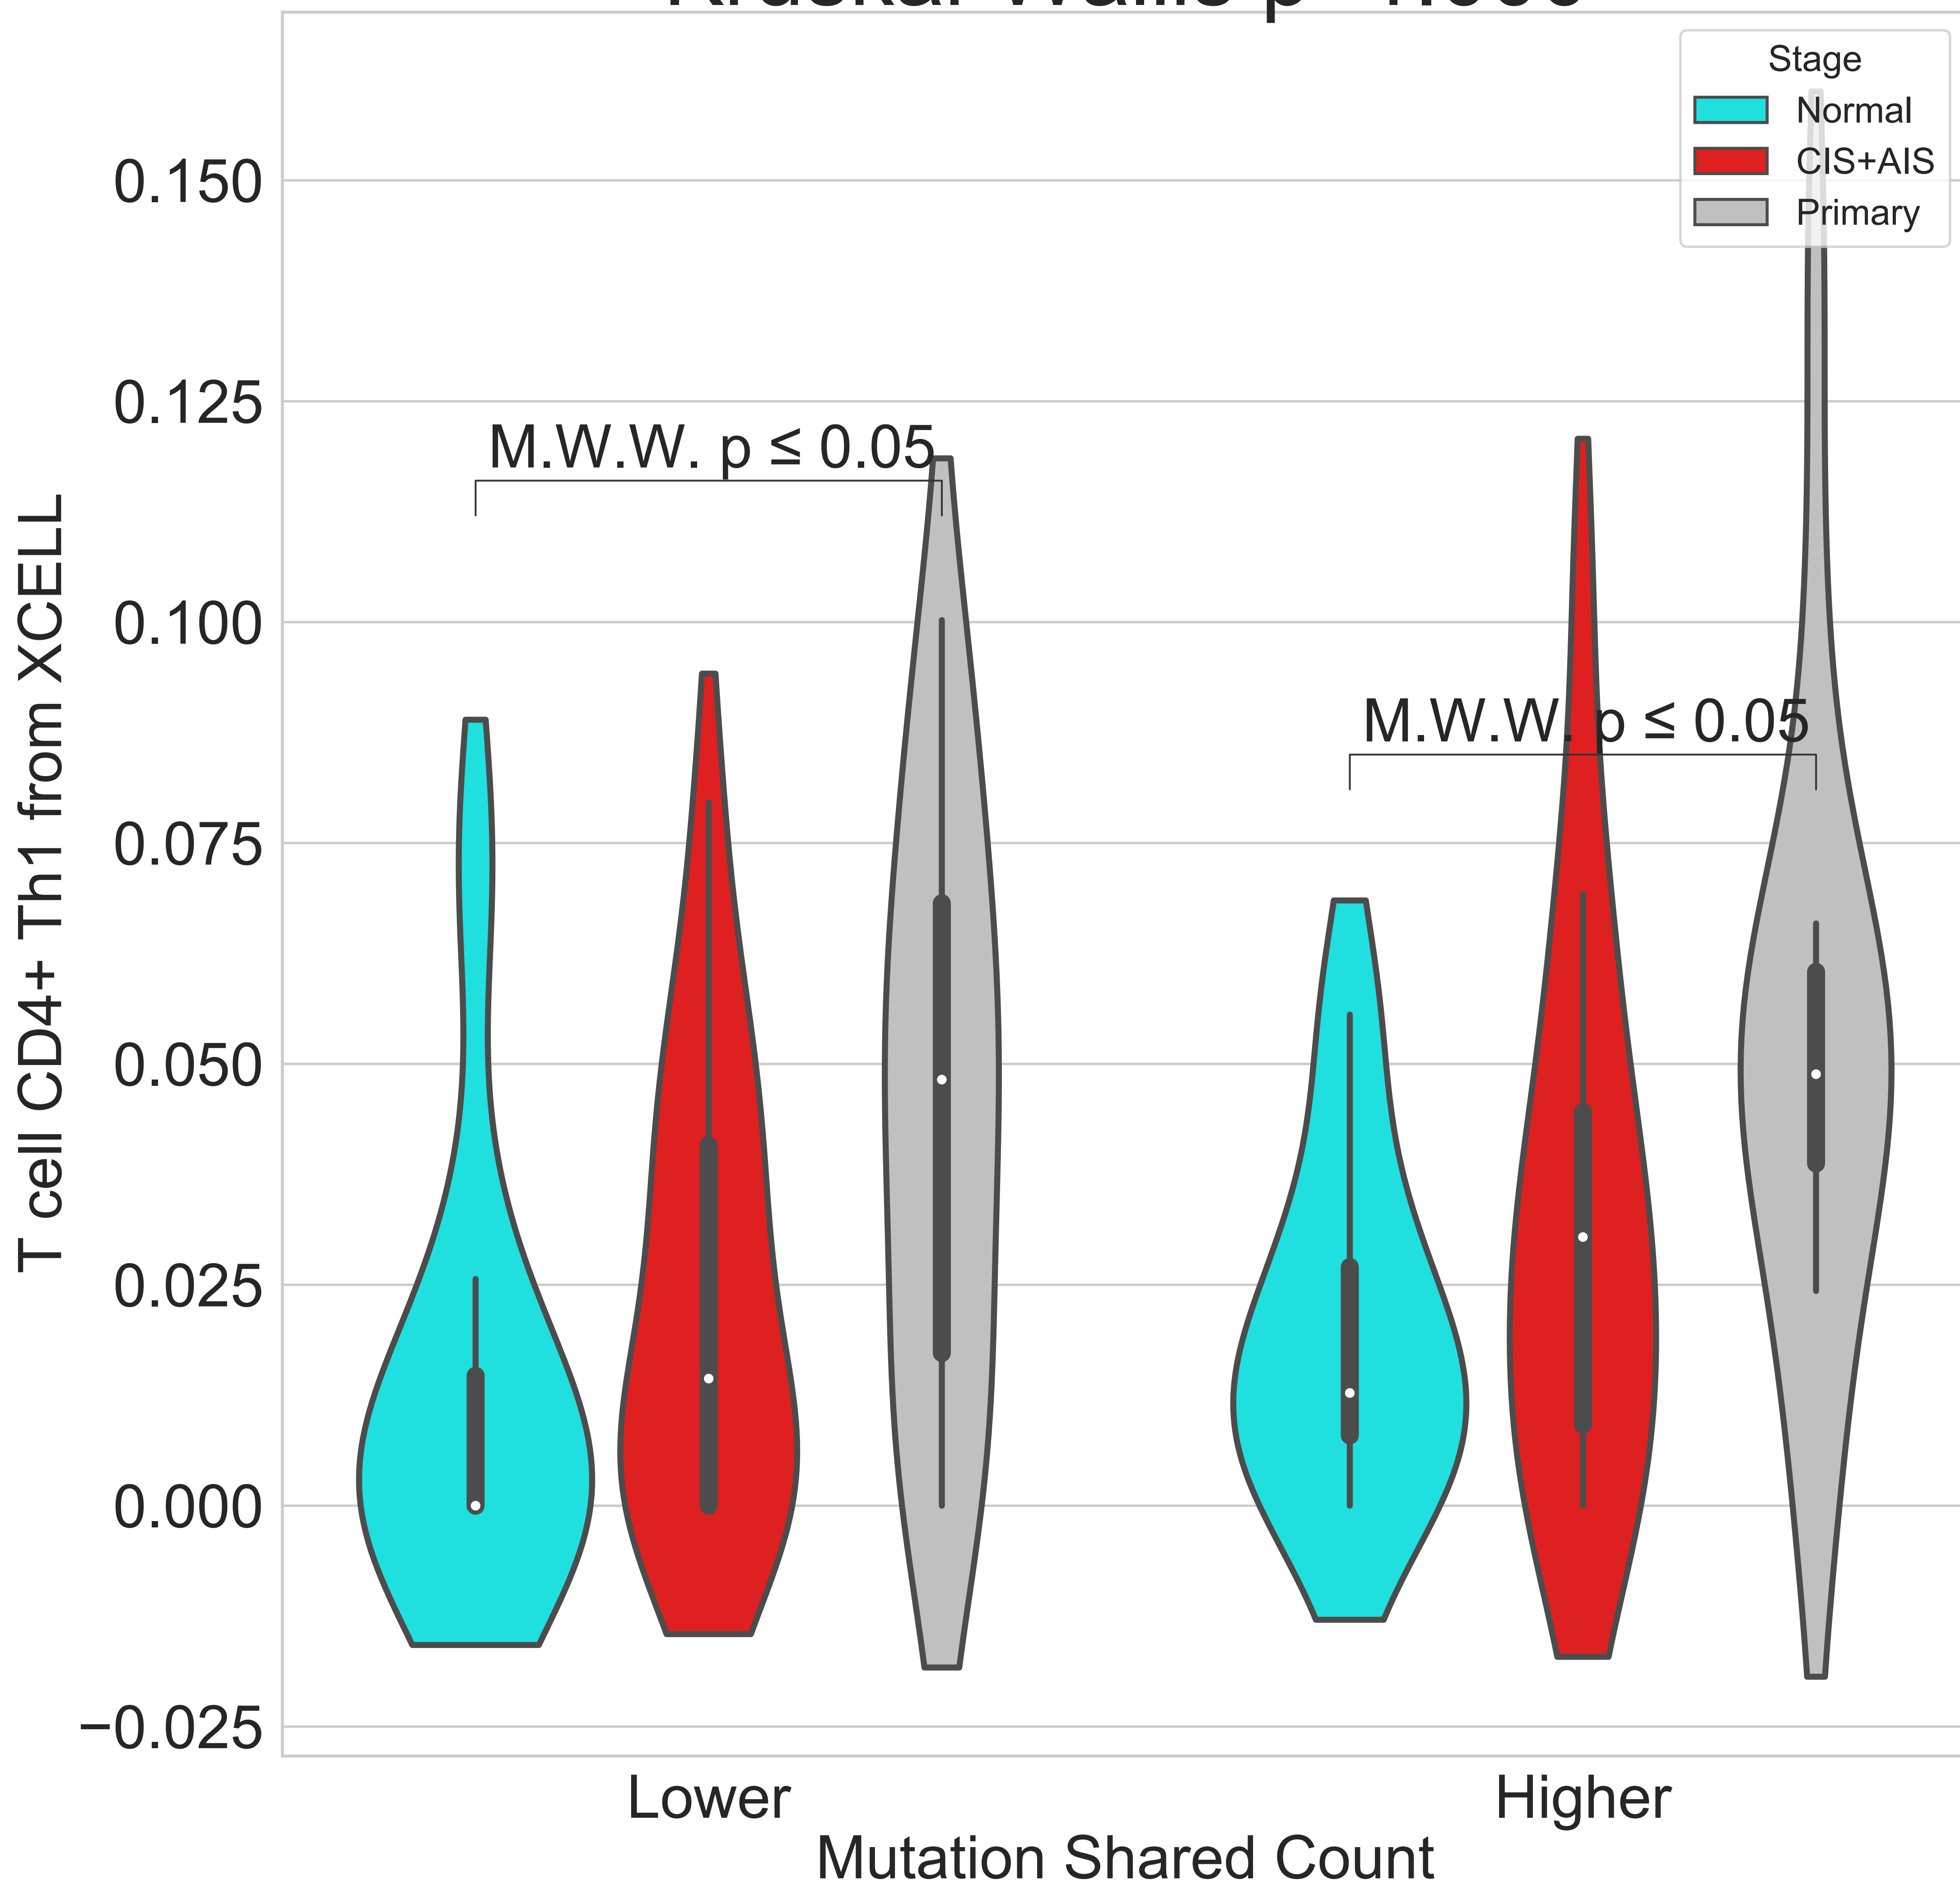 Stage
Normal
CIS+AIS
Primary
0.150
0.125
0.100
0.075
0.050
0.025
0.000
−0.025
T cell CD4+ Th1 from XCELL
M.W.W. p ≤ 0.05
M.W.W. p ≤ 0.05
Lower
Higher
Mutation Shared Count